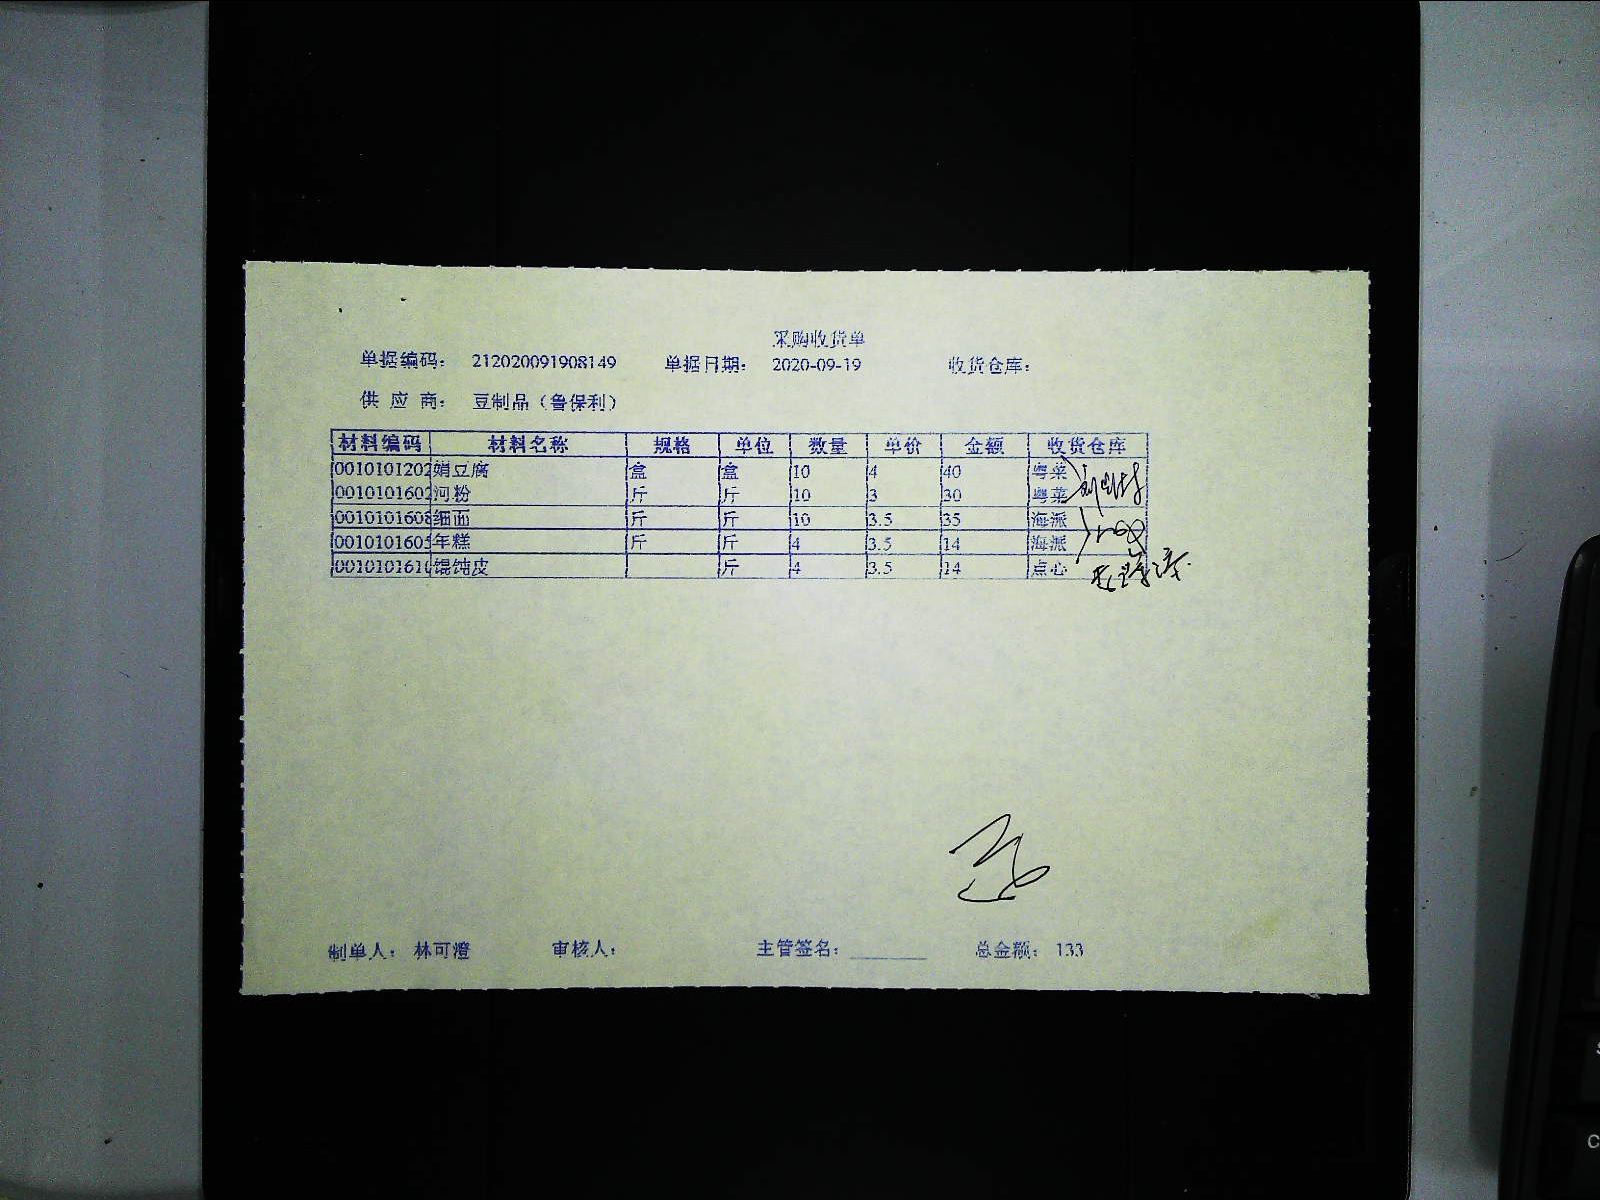 采购收货单
单据编码： 212020091908149 单据日期： 2020-09-19 收货仓库：
供 应 商： 豆制品（鲁保利）
材料编码 材料名称 规格 单位 数量 单价 金额 收货仓库
0010101202 娟豆腐 盒 盒 10 4 40 粤菜
0010101602 河粉 斤 斤 10 3 30 粤菜
0010101608 细面 斤 斤 10 3.5 35 海派
0010101605 年糕 斤 斤 4 3.5 14 海派
0010101610 馄饨皮 斤 4 3.5 14 点心
制单人： 林可澄 审核人： 主管签名： 总金额： 133